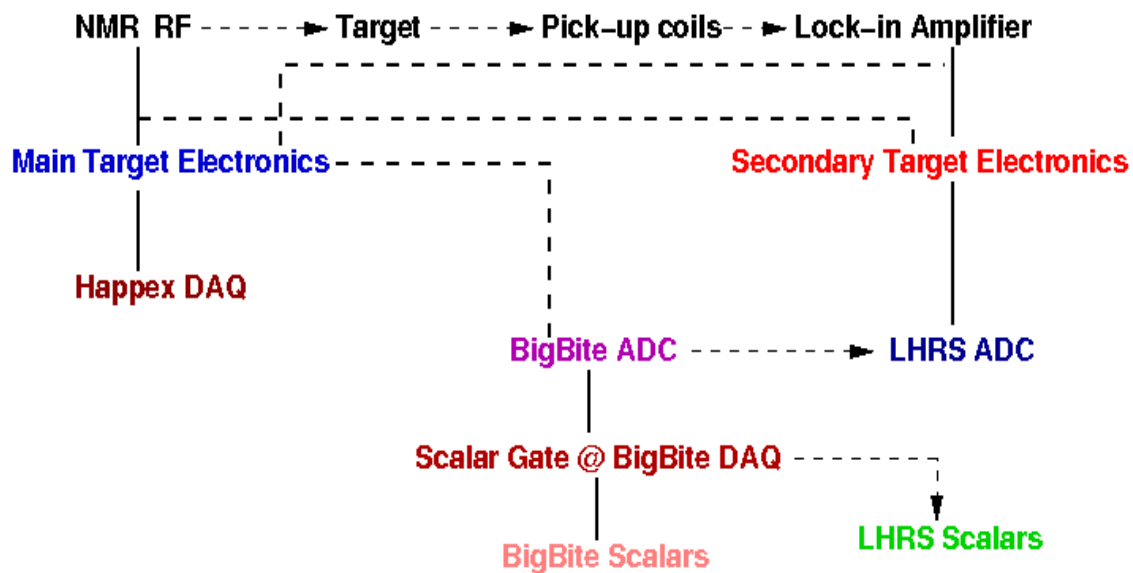 NMR RF Target Pick-up coils Lock-in Amplifier
Main Target Electronics Secondary Target Electronics
Happex DAQ
BigBite ADC LHRS ADC
Scalar Gate @ BigBite DAQ
LHRS Scalars
BigBite Scalars